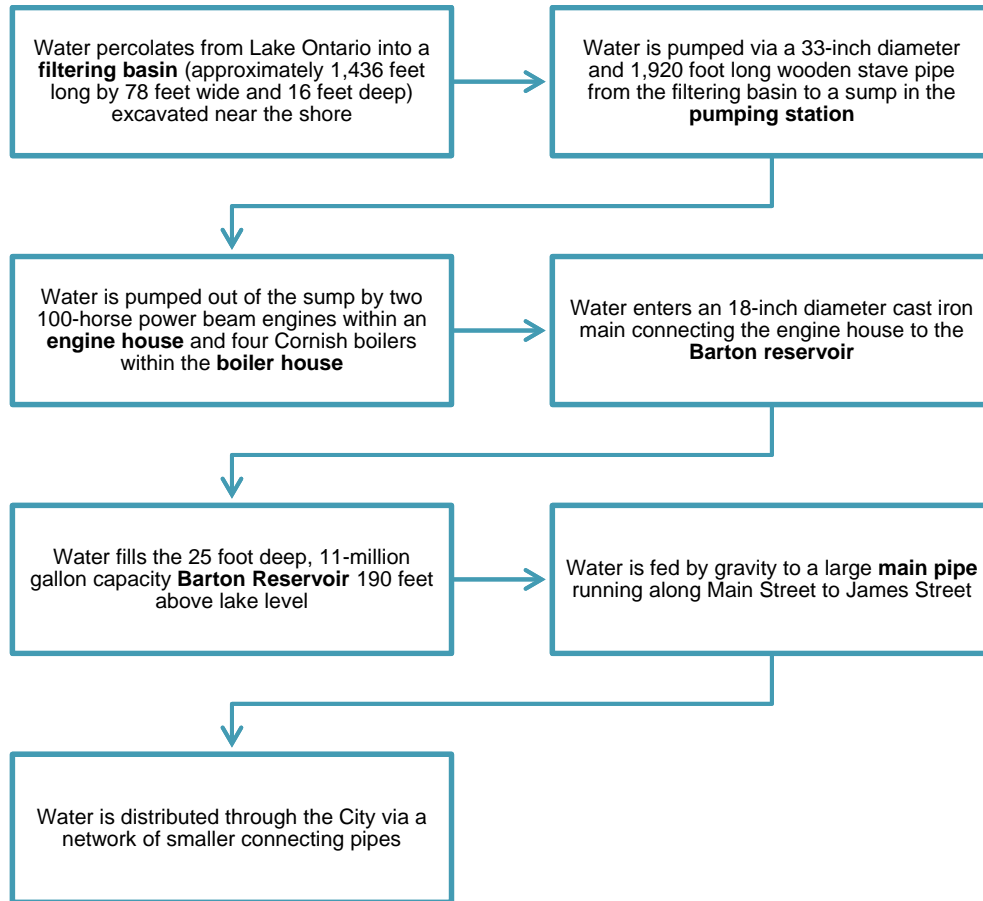 Water percolates from Lake Ontario into a
filtering basin (approximately 1,436 feet
long by 78 feet wide and 16 feet deep)
excavated near the shore
Water is pumped via a 33-inch diameter
and 1,920 foot long wooden stave pipe
from the filtering basin to a sump in the
pumping station
Water is pumped out of the sump by two
100-horse power beam engines within an
engine house and four Cornish boilers
within the boiler house
Water enters an 18-inch diameter cast iron
main connecting the engine house to the
Barton reservoir
Water fills the 25 foot deep, 11-million
gallon capacity Barton Reservoir 190 feet
above lake level
Water is fed by gravity to a large main pipe
running along Main Street to James Street
Water is distributed through the City via a
network of smaller connecting pipes